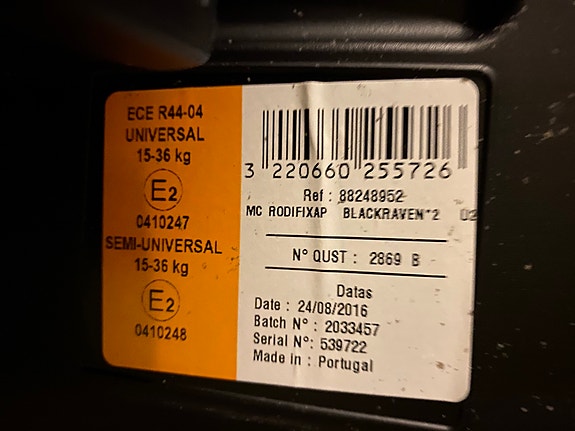 ECE R44-04
UNIVERSAL
15-36 kg
E2
0410247
SEMI-UNIVERSAL
15-36 kg
E2
0410248
3 220660 255726
Ref : 88248952
MC RODIFIXAP BLACKRAVEN*2 02
N° QUST : 2869 B
Datas
Date : 24/08/2016
Batch N° : 2033457
Serial N°: 539722
Made in : Portugal